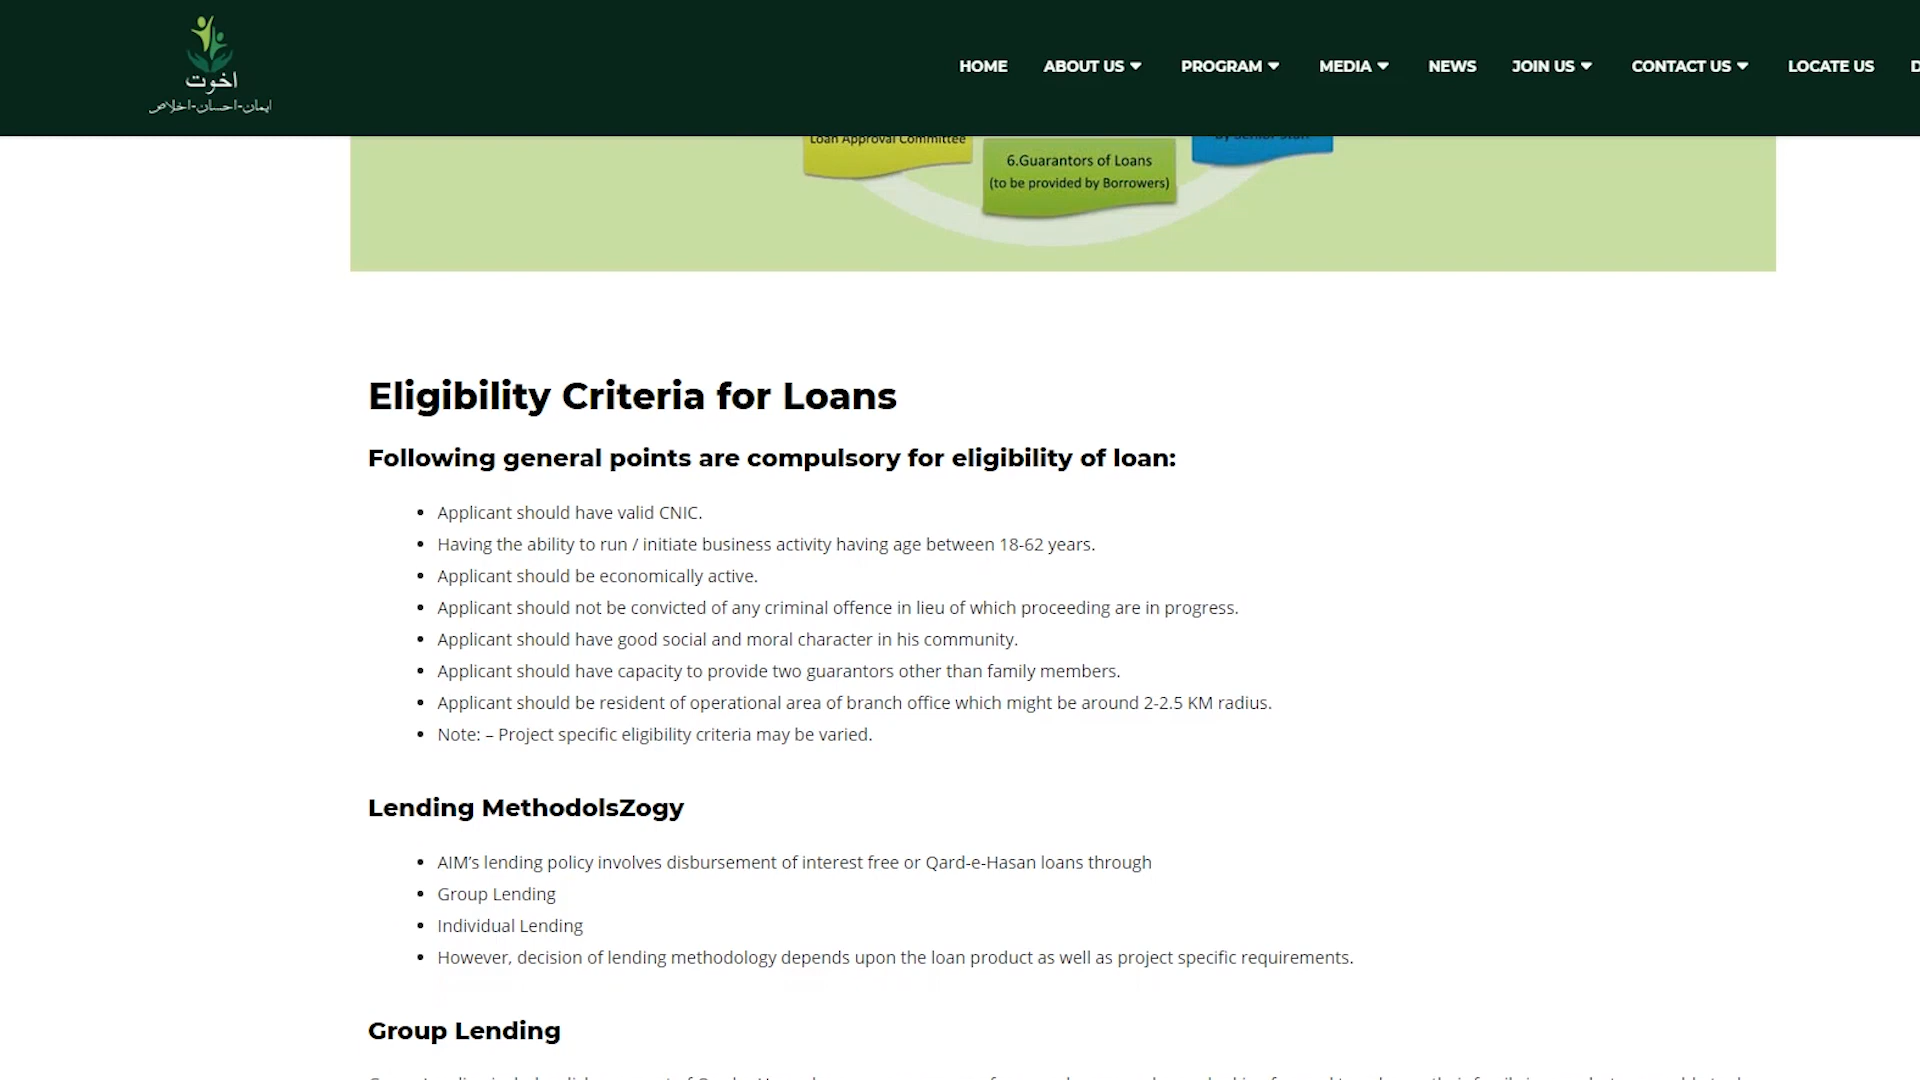 اخوت
ایمان-احسان-اخلاص
HOME ABOUT US PROGRAM MEDIA NEWS JOIN US CONTACT US LOCATE US
Loan Approval Committee
by Senior Staff
6.Guarantors of Loans
(to be provided by Borrowers)
Eligibility Criteria for Loans
Following general points are compulsory for eligibility of loan:
• Applicant should have valid CNIC.
• Having the ability to run / initiate business activity having age between 18-62 years.
• Applicant should be economically active.
• Applicant should not be convicted of any criminal offence in lieu of which proceeding are in progress.
• Applicant should have good social and moral character in his community.
• Applicant should have capacity to provide two guarantors other than family members.
• Applicant should be resident of operational area of branch office which might be around 2-2.5 KM radius.
• Note: – Project specific eligibility criteria may be varied.
Lending MethodolsZogy
• AIM’s lending policy involves disbursement of interest free or Qard-e-Hasan loans through
• Group Lending
• Individual Lending
• However, decision of lending methodology depends upon the loan product as well as project specific requirements.
Group Lending